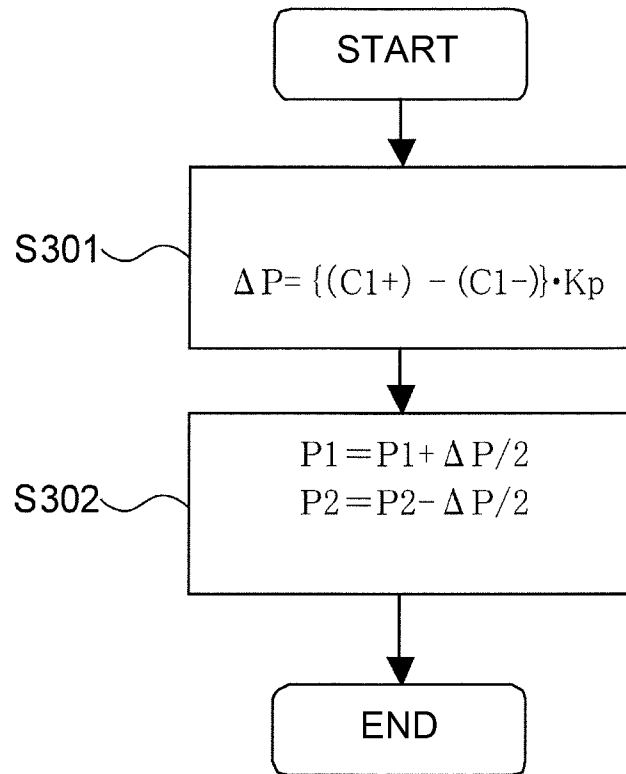 START
S301
ΔP={(C1+) - (C1-)}·Kp
P1=P1+ΔP/2
S302
P2=P2-ΔP/2
END